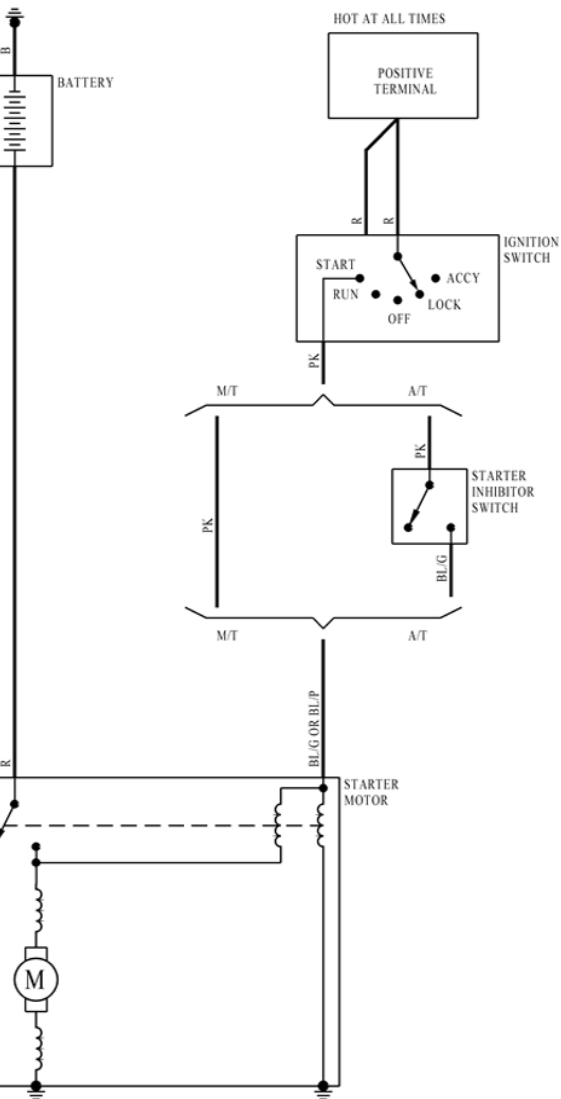 HOT AT ALL TIMES
B
BATTERY
POSITIVE
TERMINAL
R
R
IGNITION
SWITCH
START
ACCY
RUN
LOCK
OFF
PK
M/T
A/T
PK
STARTER
INHIBITOR
SWITCH
PK
BL/G
M/T
A/T
BL/G OR BL/P
R
STARTER
MOTOR
M